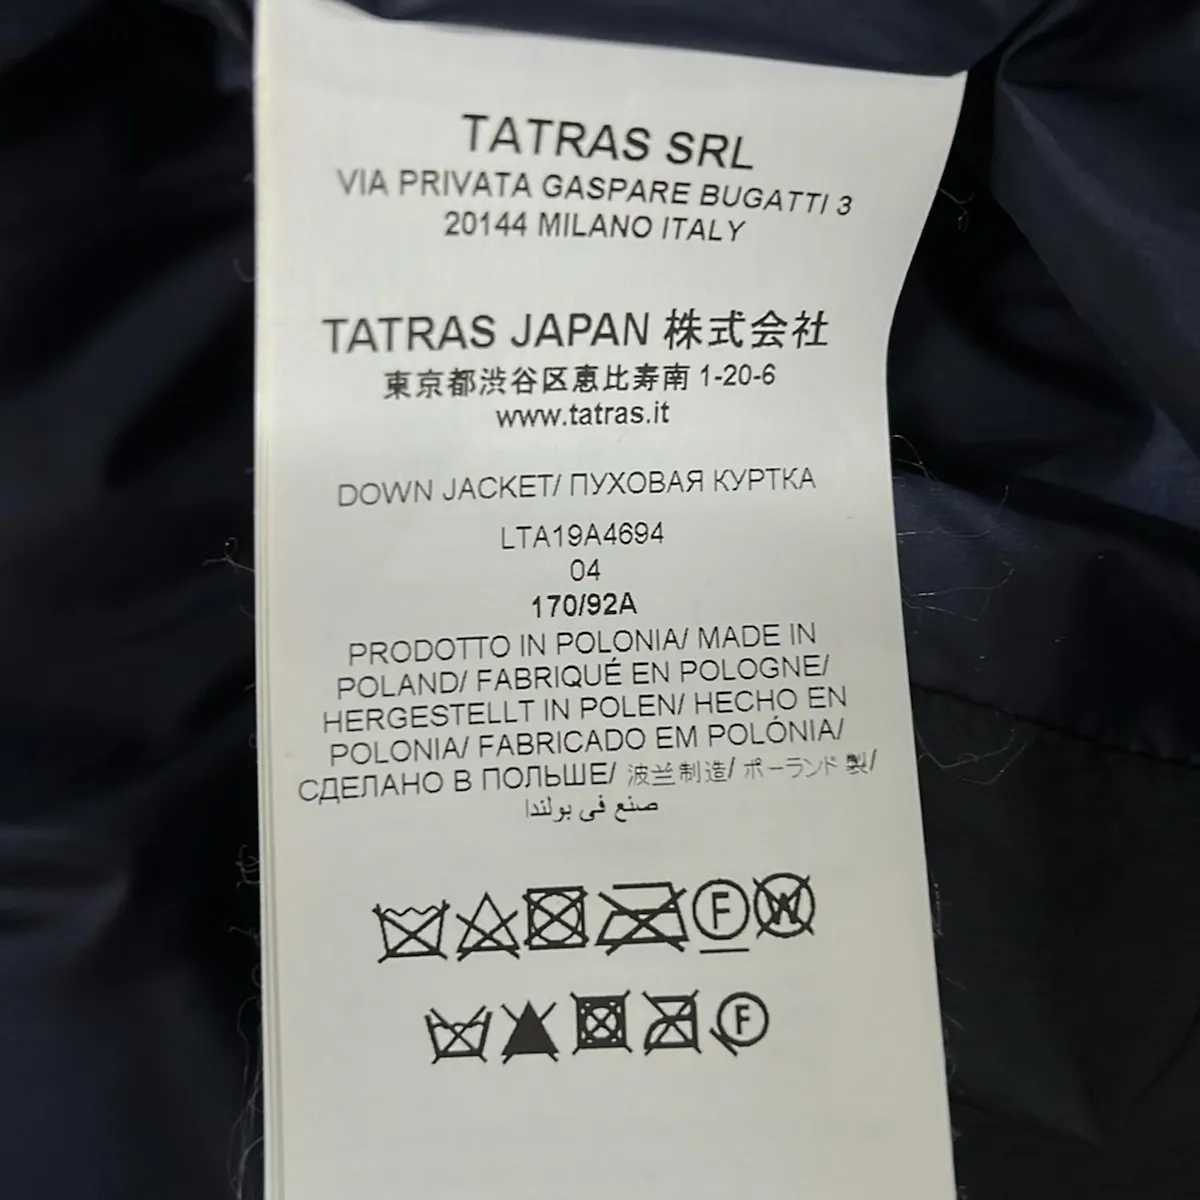 TATRAS SRL
VIA PRIVATA GASPARE BUGATTI 3
20144 MILANO ITALY
TATRAS JAPAN 株式会社
東京都渋谷区恵比寿南 1-20-6
www.tatras.it
DOWN JACKET/ ПУХОВАЯ КУРТКА
LTA19A4694
04
170/92A
PRODOTTO IN POLONIA/ MADE IN
POLAND/ FABRIQUÉ EN POLOGNE/
HERGESTELLT IN POLEN/ HECHO EN
POLONIA/ FABRICADO EM POLÓNIA/
СДЕЛАНО В ПОЛЬШЕ/ 波兰制造/ ポーランド製/
صنع في بولندا
F W
F